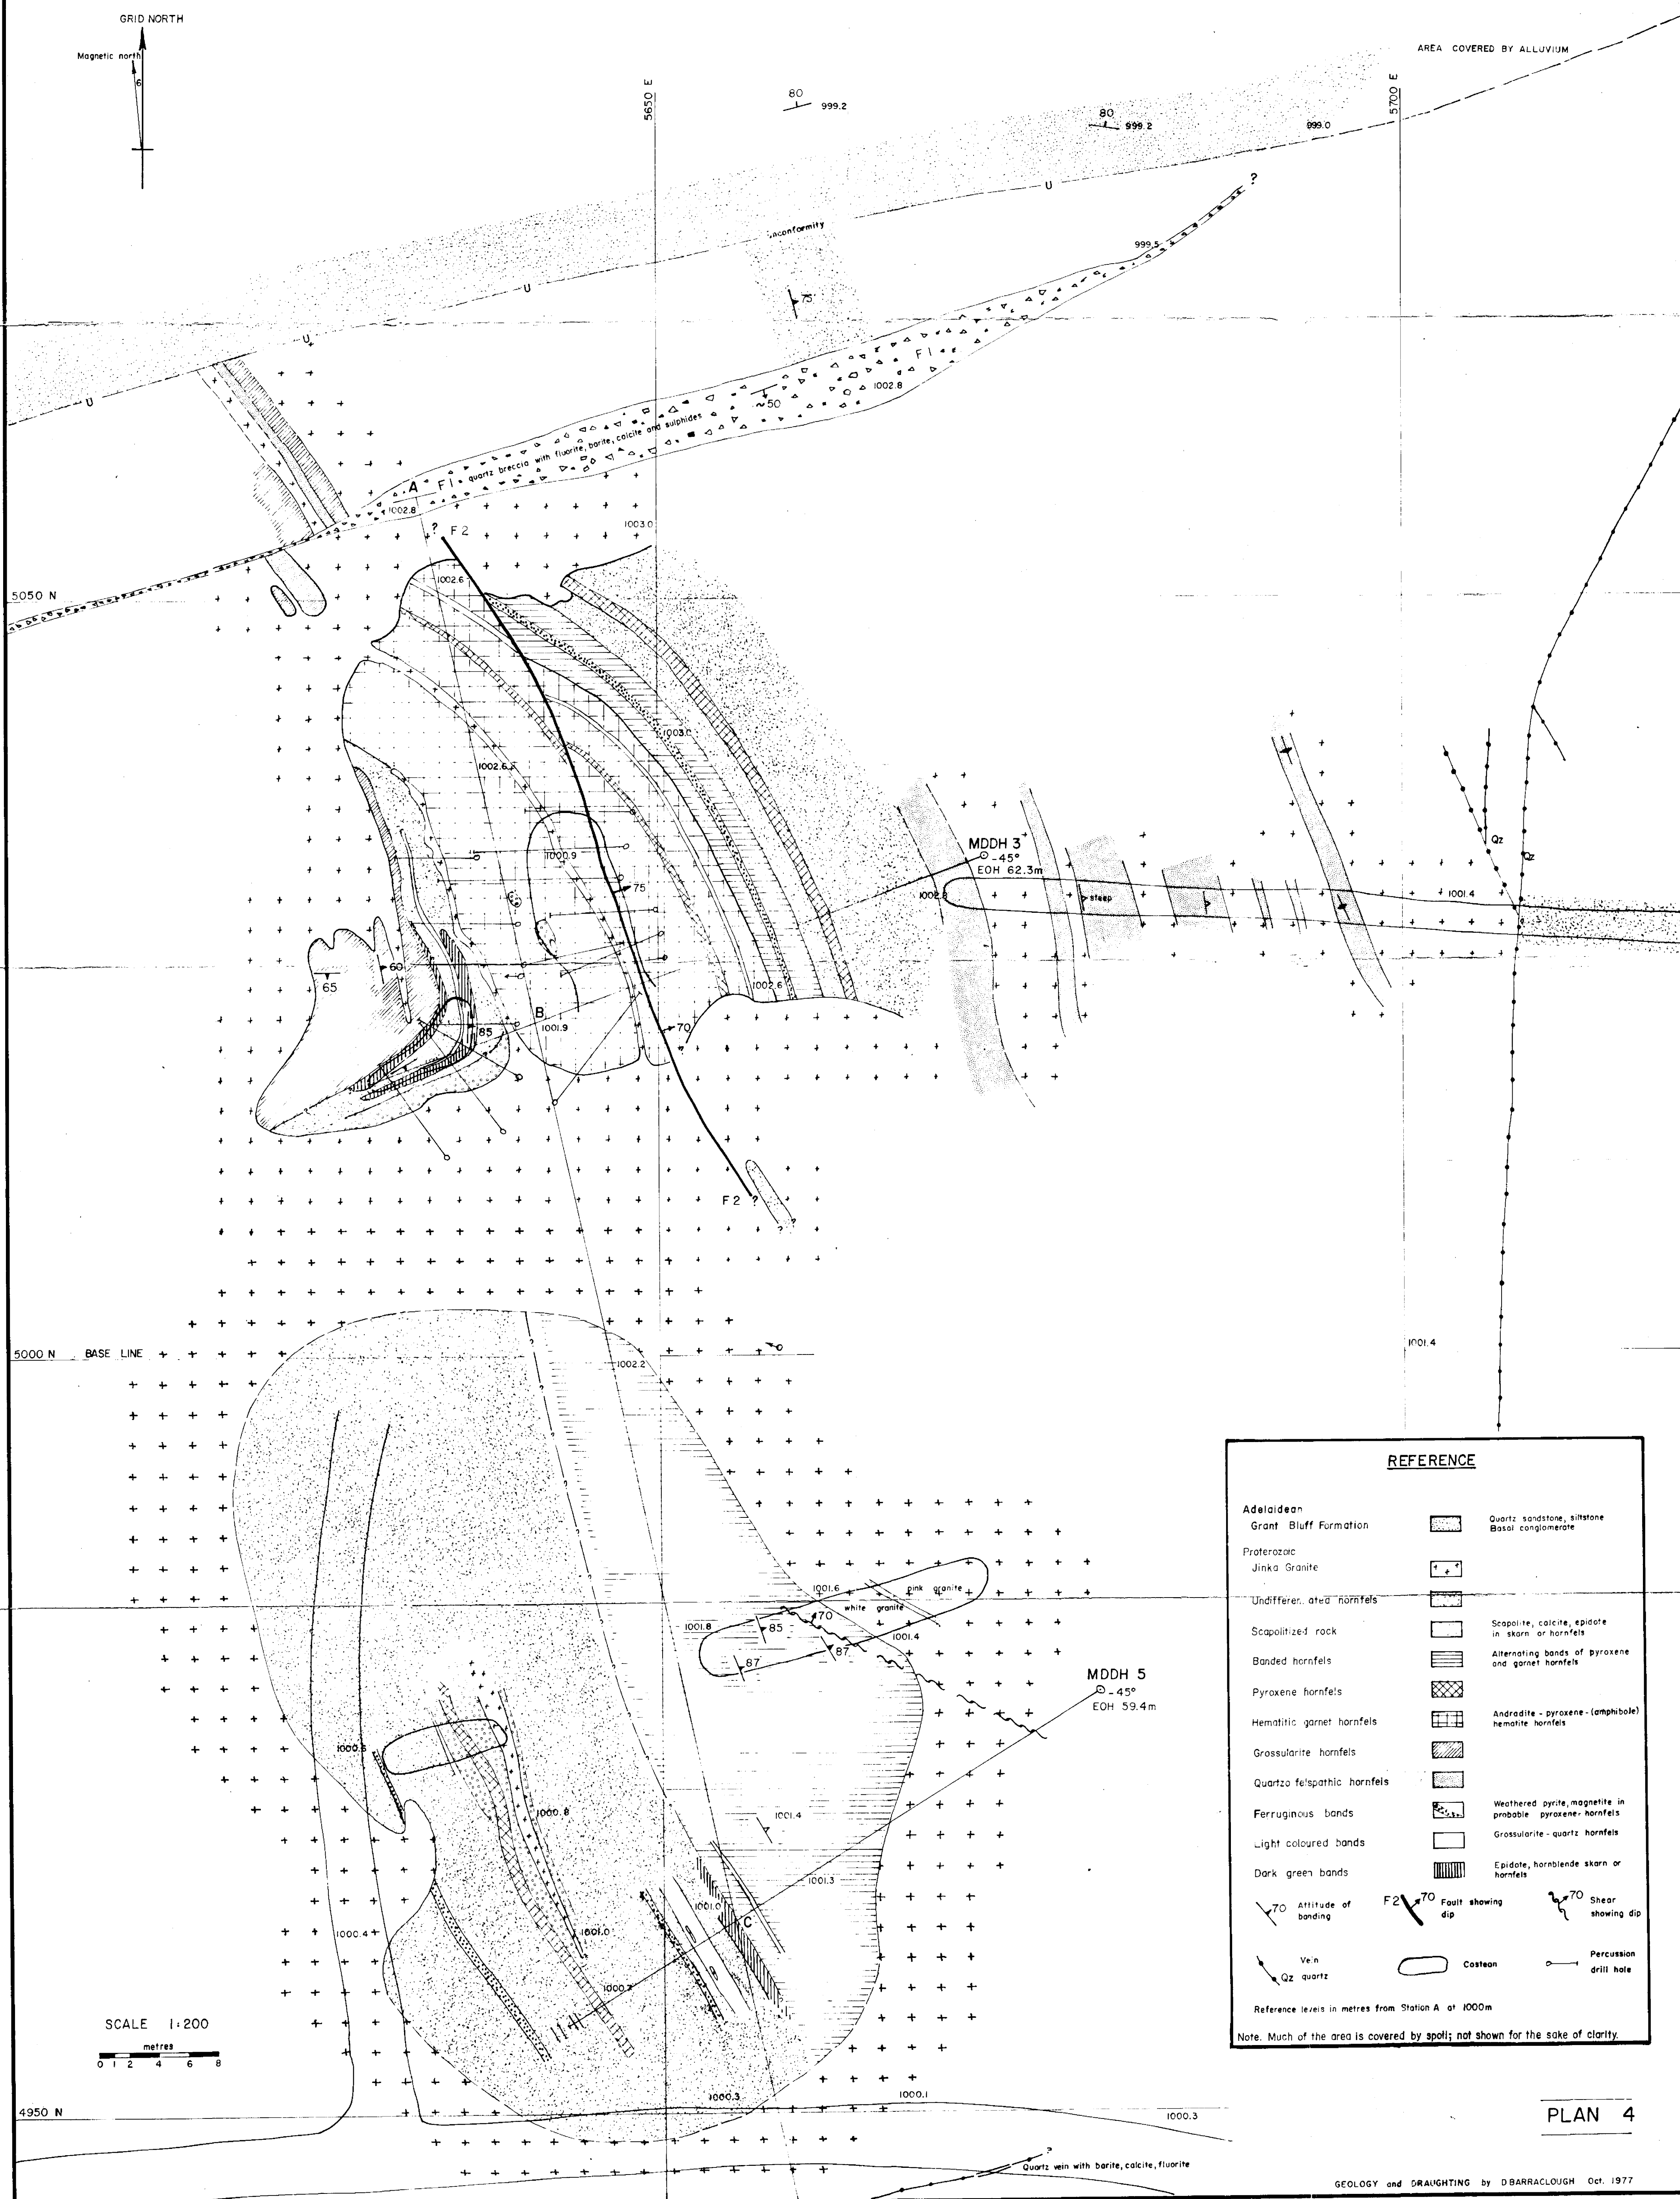 GRID NORTH
Magnetic north
6
AREA COVERED BY ALLUVIUM
5650 E
5700 E
80
999.2
80
999.2
999.0
U
unconformity
?
999.5
U
75
U
F1
1002.8
~50
U
quartz breccia with fluorite, barite, calcite and sulphides
A F1
1002.8
? F2
1003.0
1002.6
5050 N
1003.0
1002.6
MDDH 3
-45°
EOH 62.3m
1000.9
75
1002.8
steep
1001.4
Qz
Qz
60
65
1002.6
B
85
1001.9
70
F2 ?
? ?
5000 N BASE LINE
1002.2
70
1001.4
1001.6
pink granite
white granite
70
1001.8
85
1001.4
87
87
MDDH 5
-45°
EOH 59.4m
1000.8
1001.4
1001.3
1001.0
C
1000.4
1001.0
1000.7
SCALE 1:200
metres
0 1 2 4 6 8
1000.3
1000.1
4950 N
1000.3
?
Quartz vein with barite, calcite, fluorite
REFERENCE
Adelaidean
Grant Bluff Formation
Quartz sandstone, siltstone
Basal conglomerate
Proterozoic
Jinka Granite
Undifferentiated hornfels
Scapolitized rock
Scapolite, calcite, epidote
in skarn or hornfels
Banded hornfels
Alternating bands of pyroxene
and garnet hornfels
Pyroxene hornfels
Hematitic garnet hornfels
Andradite - pyroxene - (amphibole)
hematite hornfels
Grossularite hornfels
Quartzo felspathic hornfels
Ferruginous bands
Weathered pyrite, magnetite in
probable pyroxene hornfels
Light coloured bands
Grossularite - quartz hornfels
Dark green bands
Epidote, hornblende skarn or
hornfels
70 Attitude of
banding
F2 70 Fault showing
dip
70 Shear
showing dip
Vein
Qz quartz
Costean
Percussion
drill hole
Reference levels in metres from Station A at 1000m
Note. Much of the area is covered by spoil; not shown for the sake of clarity.
PLAN 4
GEOLOGY and DRAUGHTING by D BARRACLOUGH Oct. 1977